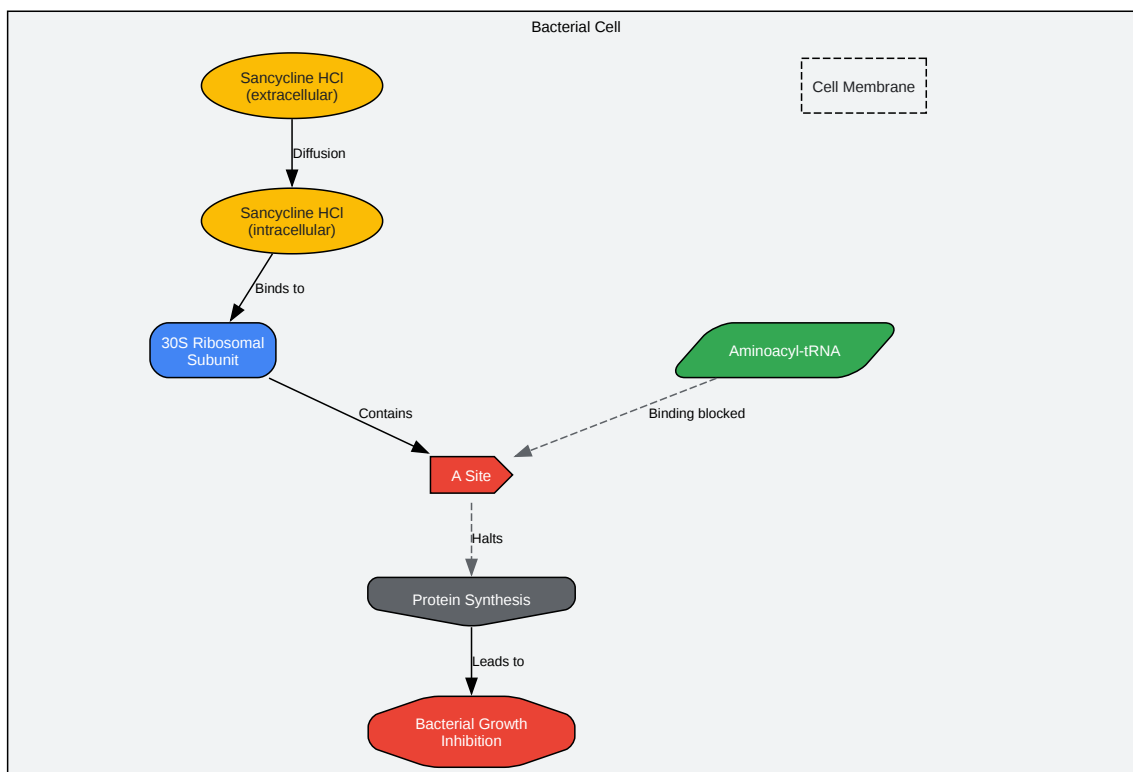 Bacterial Cell
Sancycline HCl
(extracellular)
Cell Membrane
Diffusion
Sancycline HCl
(intracellular)
Binds to
30S Ribosomal
Subunit
Aminoacyl-tRNA
Contains
Binding blocked
A Site
Halts
Protein Synthesis
Leads to
Bacterial Growth
Inhibition